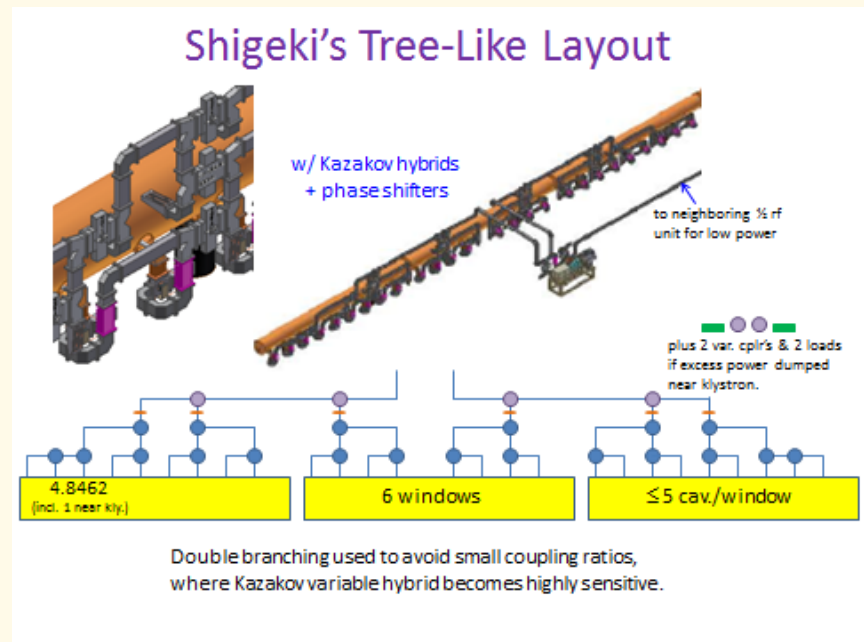 Shigeki's Tree-Like Layout
w/ Kazakov hybrids
+ phase shifters
to neighboring ½ rf
unit for low power
plus 2 var. cplr's & 2 loads
if excess power dumped
near klystron.
4.8462
(incl. 1 near kly.)
6 windows
≤5 cav./window
Double branching used to avoid small coupling ratios,
where Kazakov variable hybrid becomes highly sensitive.